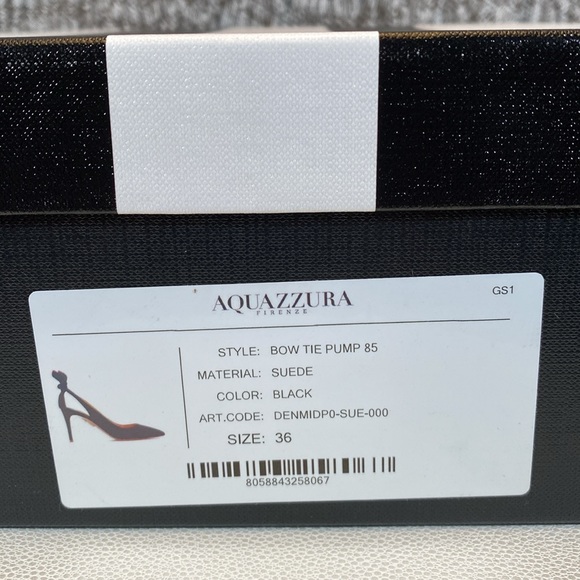 AQUAZZURA
FIRENZE
GS1
STYLE: BOW TIE PUMP 85
MATERIAL: SUEDE
COLOR: BLACK
ART.CODE: DENMIDP0-SUE-000
SIZE: 36
8058843258067